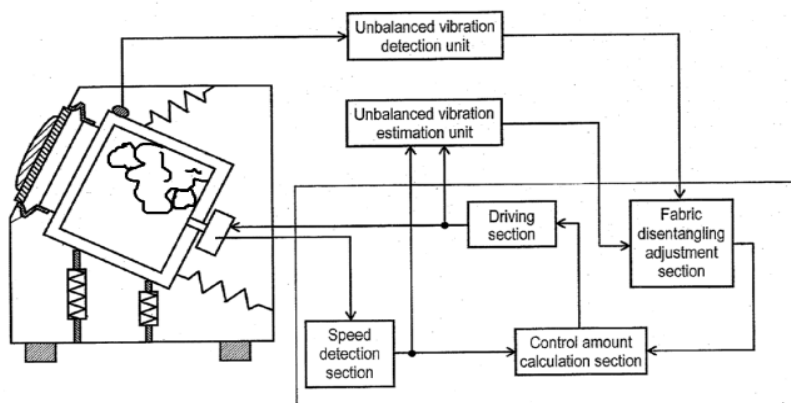 Unbalanced vibration
detection unit
Unbalanced vibration
estimation unit
Driving
section
Fabric
disentangling
adjustment
section
Speed
detection
section
Control amount
calculation section